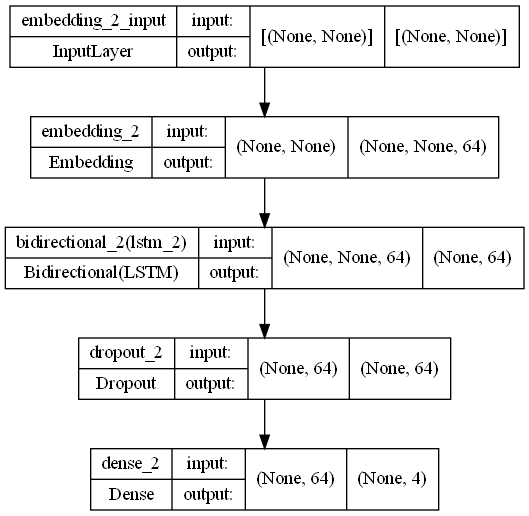 embedding_2_input input: [(None, None)] [(None, None)]
InputLayer output:
embedding_2 input: (None, None) (None, None, 64)
Embedding output:
bidirectional_2(lstm_2) input: (None, None, 64) (None, 64)
Bidirectional(LSTM) output:
dropout_2 input: (None, 64) (None, 64)
Dropout output:
dense_2 input: (None, 64) (None, 4)
Dense output: